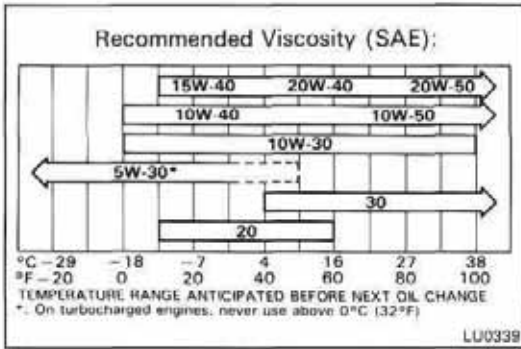 Recommended Viscosity (SAE):
15W-40 20W-40 20W-50
10W-40 10W-50
10W-30
5W-30*
30
20
°C -29 -18 -7 4 16 27 38
°F -20 0 20 40 60 80 100
TEMPERATURE RANGE ANTICIPATED BEFORE NEXT OIL CHANGE
*. On turbocharged engines, never use above 0°C (32°F)
LU0339